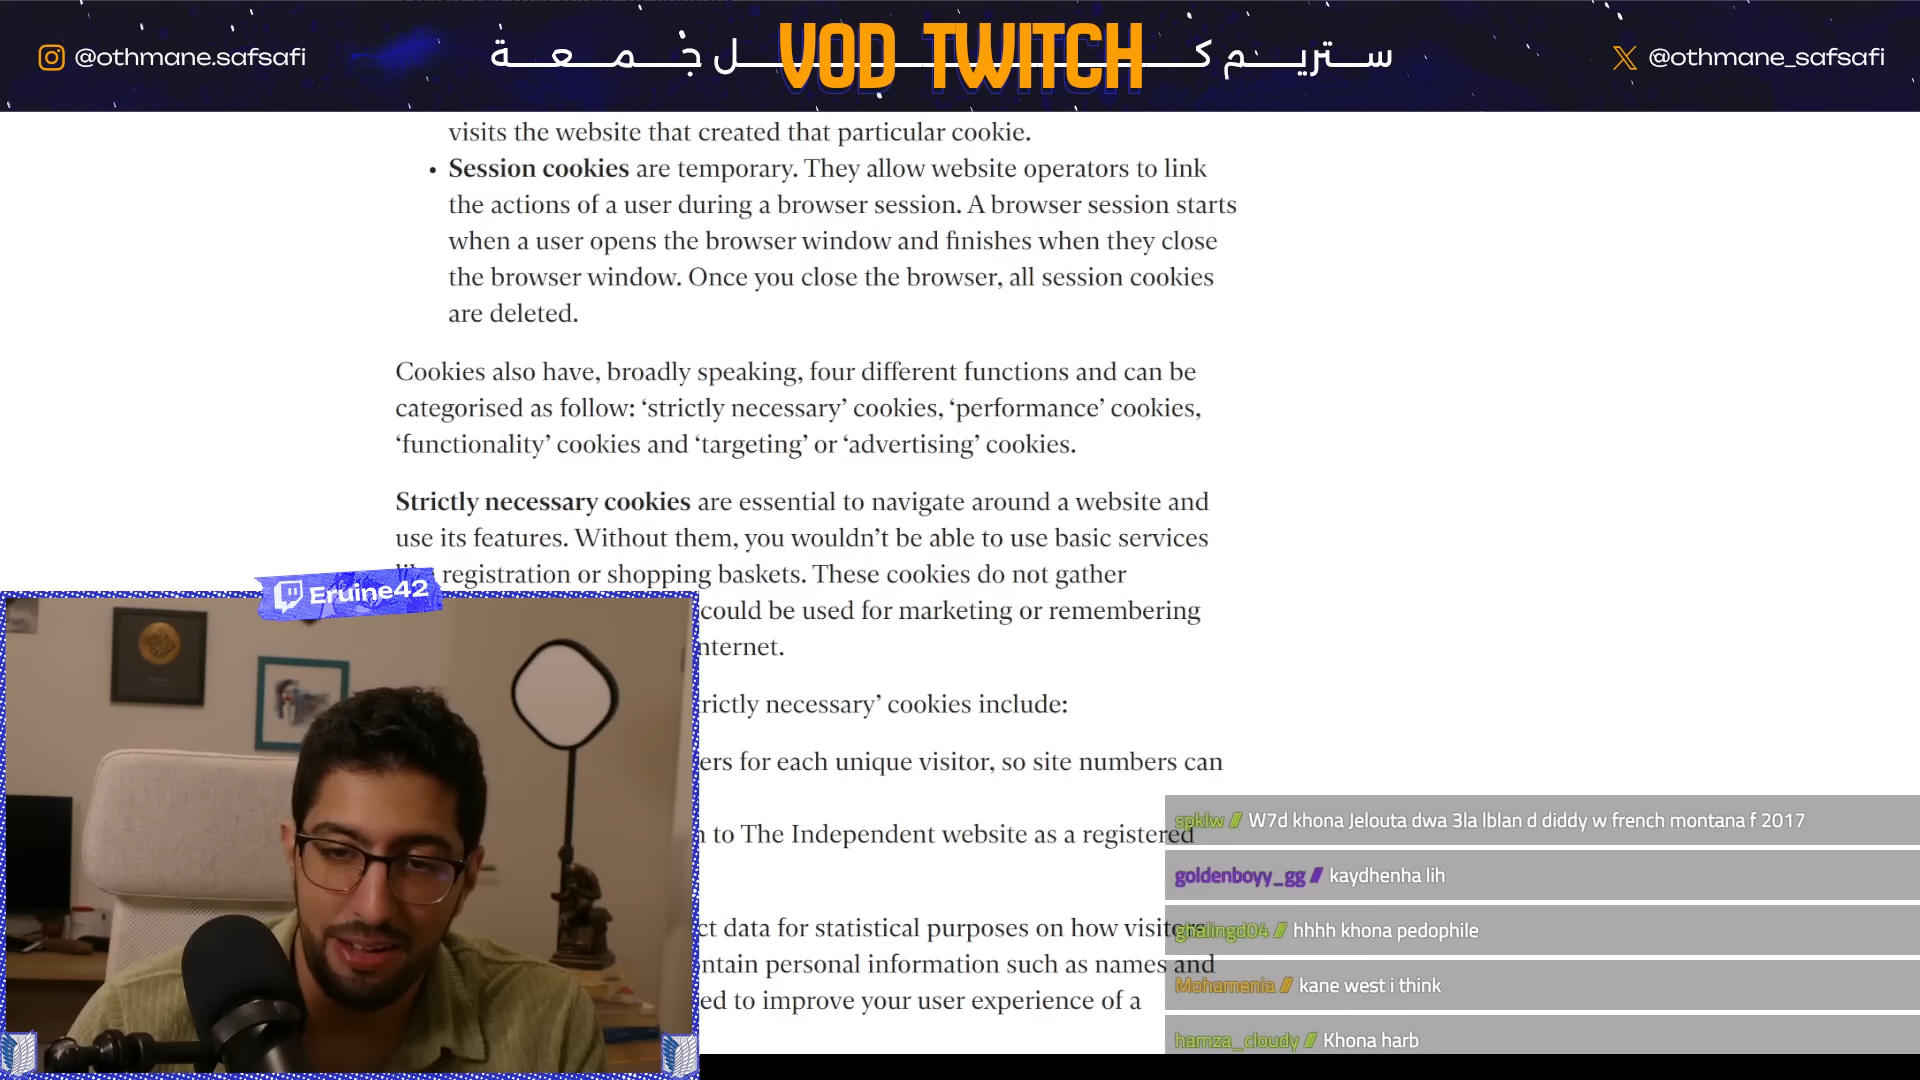 @othmane.safsafi
ستريم كل جمعة
VOD TWITCH
@othmane_safsafi
visits the website that created that particular cookie.
• Session cookies are temporary. They allow website operators to link
the actions of a user during a browser session. A browser session starts
when a user opens the browser window and finishes when they close
the browser window. Once you close the browser, all session cookies
are deleted.
Cookies also have, broadly speaking, four different functions and can be
categorised as follow: ‘strictly necessary’ cookies, ‘performance’ cookies,
‘functionality’ cookies and ‘targeting’ or ‘advertising’ cookies.
Strictly necessary cookies are essential to navigate around a website and
use its features. Without them, you wouldn’t be able to use basic services
registration or shopping baskets. These cookies do not gather
Eruine42
could be used for marketing or remembering
nternet.
rictly necessary’ cookies include:
ers for each unique visitor, so site numbers can
to The Independent website as a registered
ct data for statistical purposes on how
ntain personal information such as names and
ed to improve your user experience of a
spklw // W7d khona Jelouta dwa 3la lblan d diddy w french montana f 2017
goldenboyy_gg // kaydhenha lih
ghalingd04 // hhhh khona pedophile
Mohamenia // kane west i think
hamza_cloudy // Khona harb